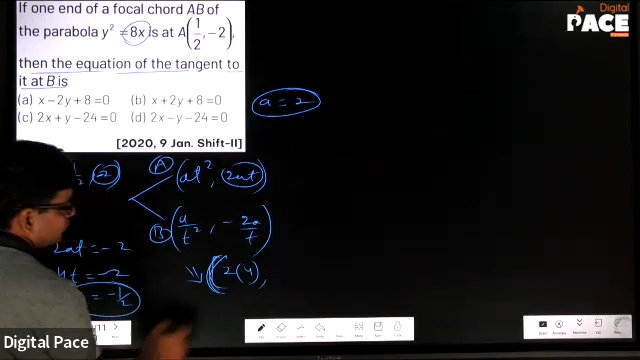 If one end of a focal chord AB of
the parabola y² = 8x is at A(1/2, −2),
then the equation of the tangent to
it at B is
(a) x − 2y + 8 = 0 (b) x + 2y + 8 = 0
(c) 2x + y − 24 = 0 (d) 2x − y − 24 = 0
[2020, 9 Jan. Shift-II]
Digital
PACE
a = 2
A (at², 2at)
B (a/t², −2a/t)
2at = −2
4t = −2
= −1/2
(2(4),
/11
Digital Pace